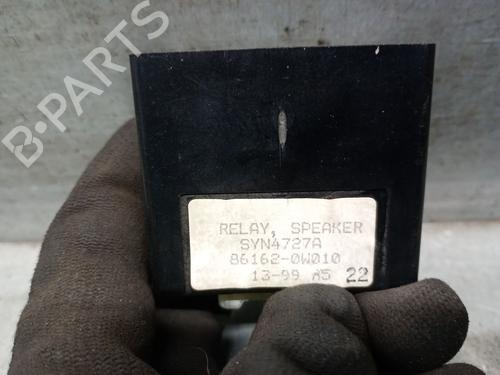 B-PARTS
RELAY, SPEAKER
SYN4727A
86162-0W010
13-99 A5 22